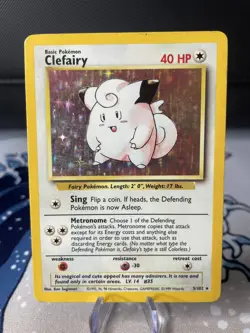 Basic Pokémon
Clefairy
40 HP
Fairy Pokémon. Length: 2' 0", Weight: 17 lbs.
Sing Flip a coin. If heads, the Defending
Pokémon is now Asleep.
Metronome Choose 1 of the Defending
Pokémon's attacks. Metronome copies that attack
except for its Energy costs and anything else
required in order to use that attack, such as
discarding Energy cards. (No matter what type the
Defending Pokémon is, Clefairy's type is still Colorless.)
weakness
resistance
retreat cost
×2
-30
Its magical and cute appeal has many admirers. It is rare and
found only in certain areas. LV. 14 #35
Illus. Ken Sugimori